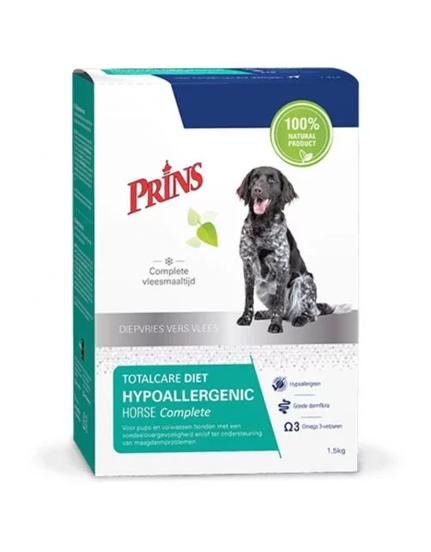 100%
NATURAL
PRODUCT
PRINS
Complete
vleesmaaltijd
DIEPVRIES VERS VLEES
TOTALCARE DIET
HYPOALLERGENIC
HORSE Complete
Voor pups en volwassen honden met een
voedselovergevoeligheid en/of ter ondersteuning
van maagdarmproblemen
Hypoallergeen
Goede darmflora
Ω3 Omega 3-vetzuren
1,5kg